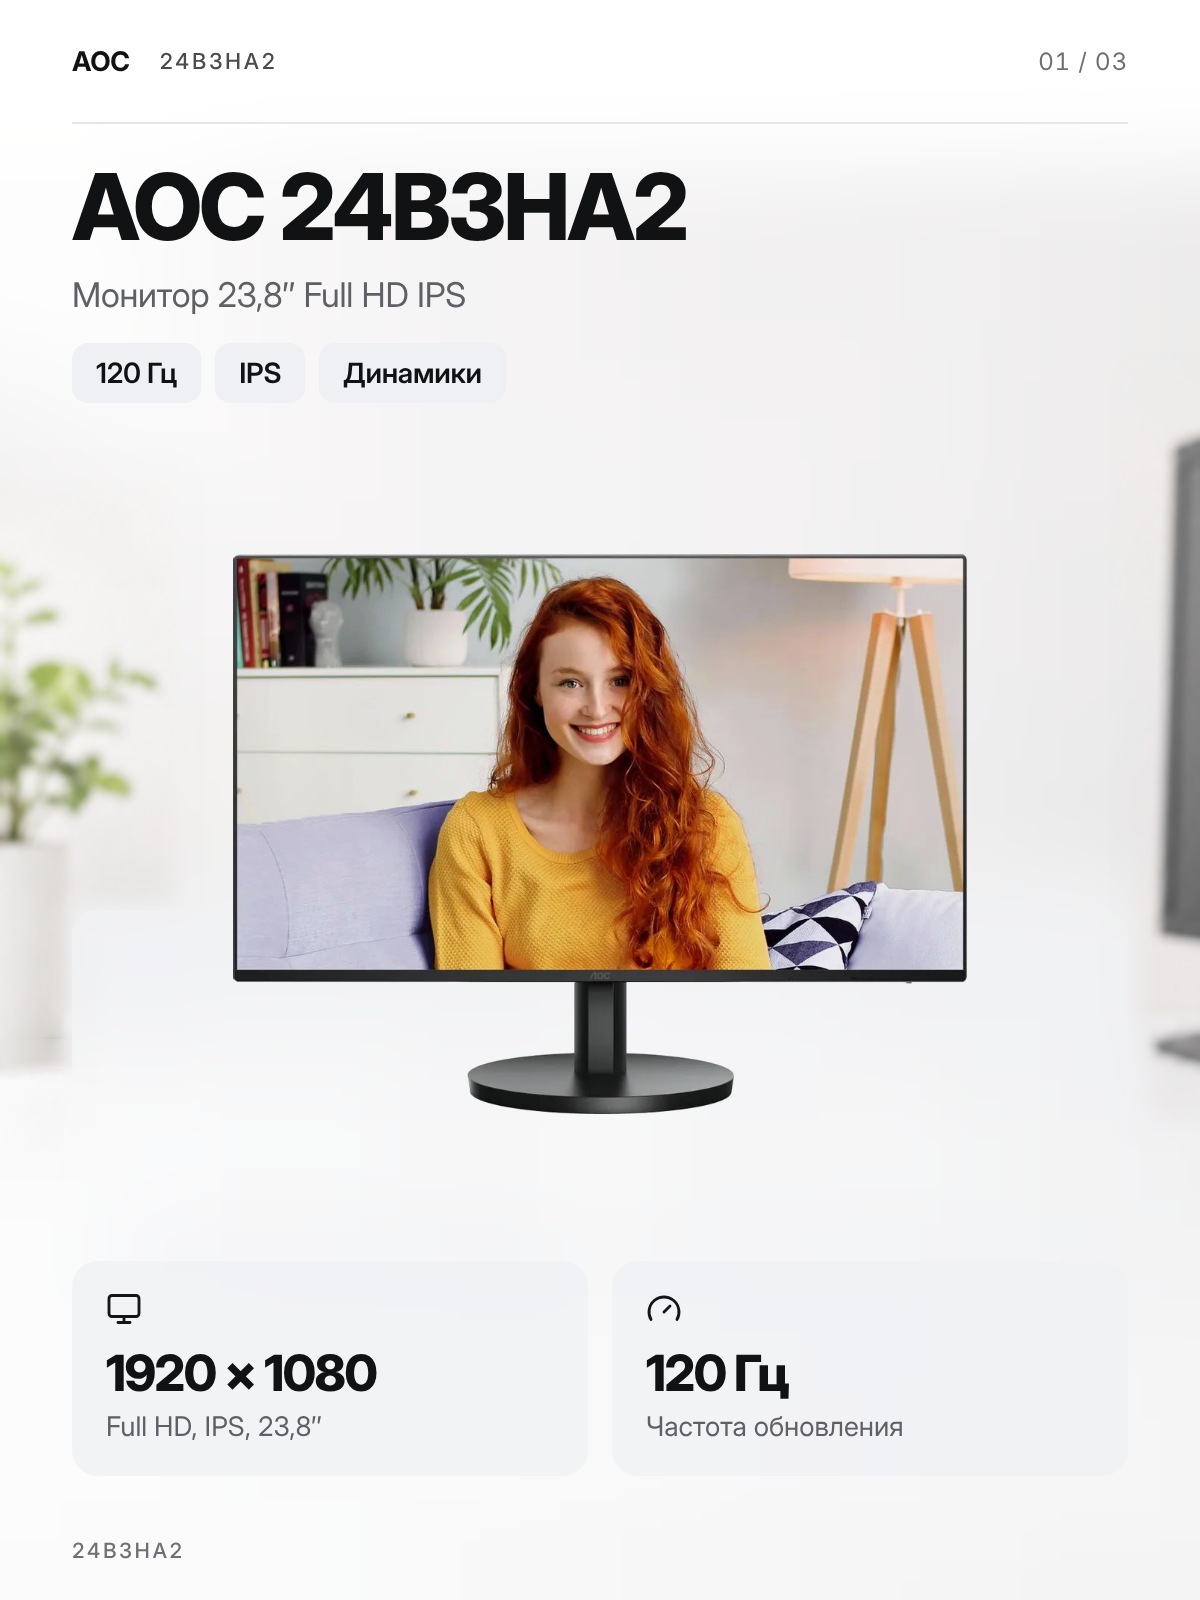 AOC 24B3HA2
01 / 03
AOC 24B3HA2
Монитор 23,8″ Full HD IPS
120 Гц
IPS
Динамики
AOC
1920 × 1080
Full HD, IPS, 23,8″
120 Гц
Частота обновления
24B3HA2